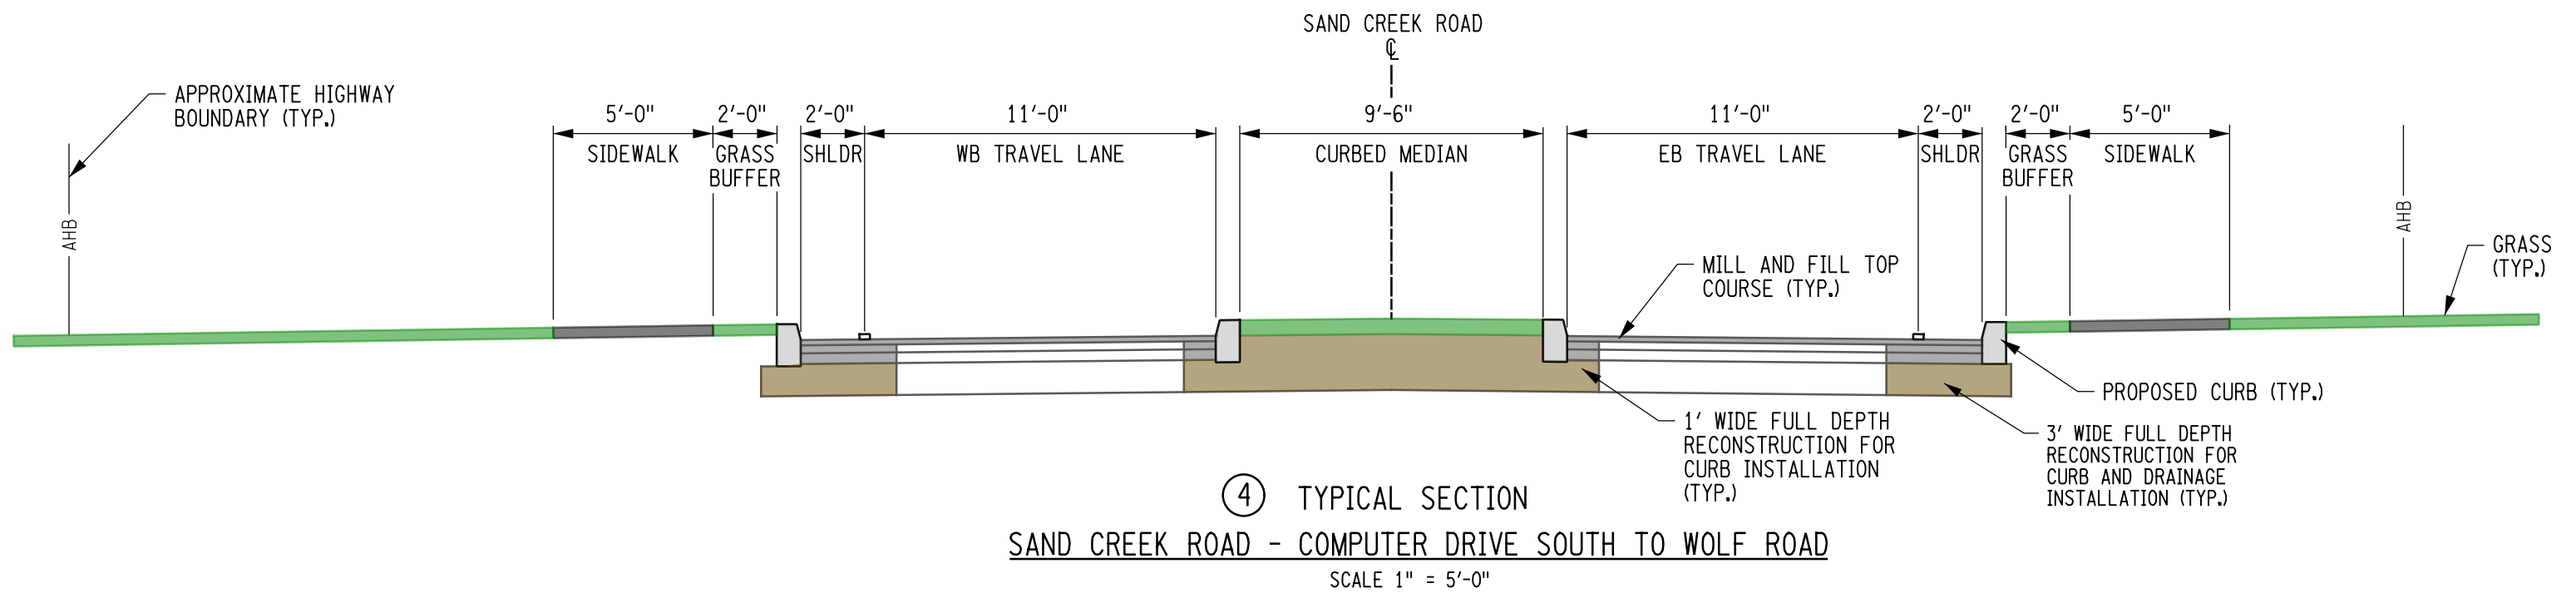 SAND CREEK ROAD
℄
APPROXIMATE HIGHWAY
BOUNDARY (TYP.)
5'-0" 2'-0" 2'-0" 11'-0" 9'-6" 11'-0" 2'-0" 2'-0" 5'-0"
SIDEWALK GRASS SHLDR WB TRAVEL LANE CURBED MEDIAN EB TRAVEL LANE SHLDR GRASS SIDEWALK
BUFFER BUFFER
AHB
AHB
GRASS
(TYP.)
MILL AND FILL TOP
COURSE (TYP.)
PROPOSED CURB (TYP.)
1' WIDE FULL DEPTH
RECONSTRUCTION FOR
CURB INSTALLATION
(TYP.)
3' WIDE FULL DEPTH
RECONSTRUCTION FOR
CURB AND DRAINAGE
INSTALLATION (TYP.)
4 TYPICAL SECTION
SAND CREEK ROAD - COMPUTER DRIVE SOUTH TO WOLF ROAD
SCALE 1" = 5'-0"